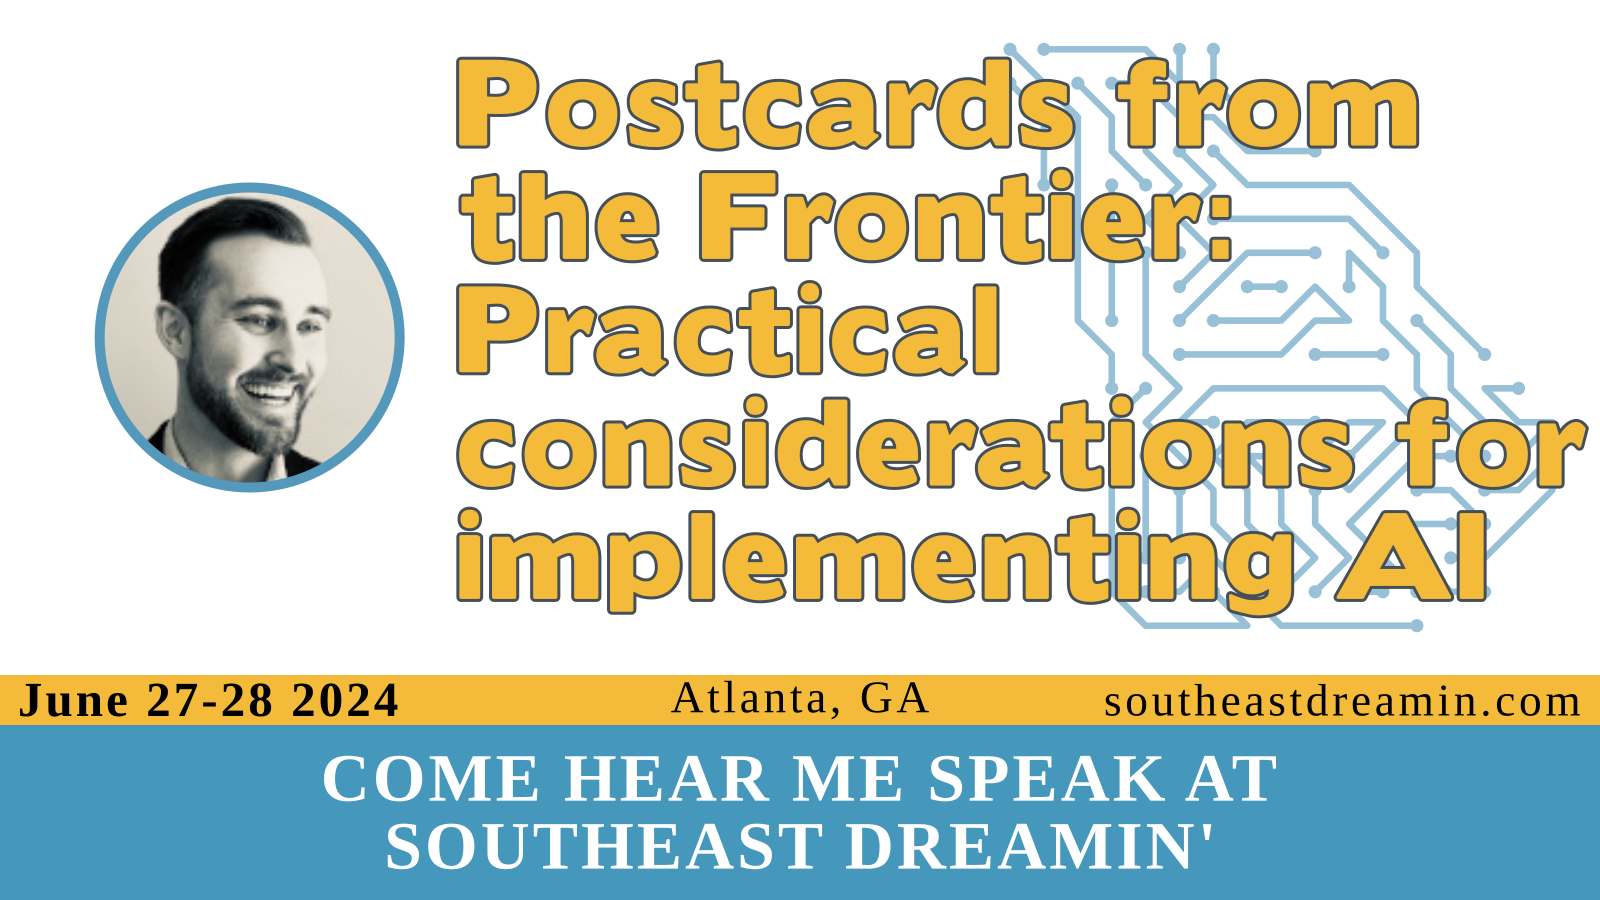 Postcards from
the Frontier:
Practical
considerations for
implementing AI
June 27-28 2024
Atlanta, GA
southeastdreamin.com
COME HEAR ME SPEAK AT
SOUTHEAST DREAMIN'